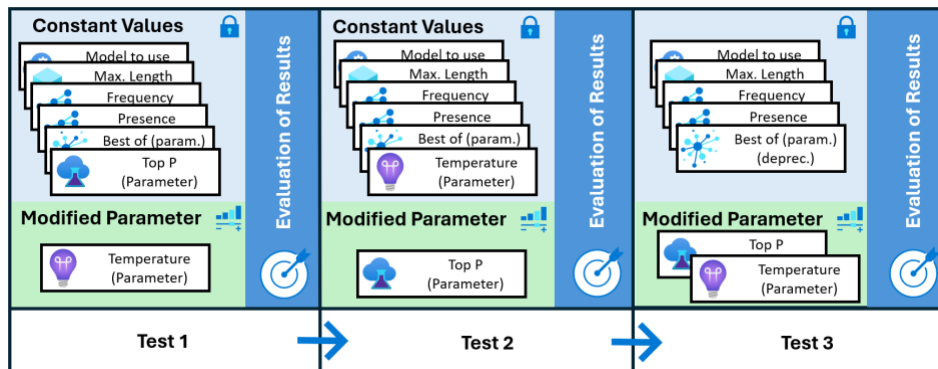 Constant Values
Model to use
Max. Length
Frequency
Presence
Best of (param.)
Top P
(Parameter)
Modified Parameter
Temperature
(Parameter)
Evaluation of Results
Test 1
Constant Values
Model to use
Max. Length
Frequency
Presence
Best of (param.)
Temperature
(Parameter)
Modified Parameter
Top P
(Parameter)
Evaluation of Results
Test 2
Model to use
Max. Length
Frequency
Presence
Best of (param.)
(deprec.)
Modified Parameter
Top P
Temperature
(Parameter)
Evaluation of Results
Test 3